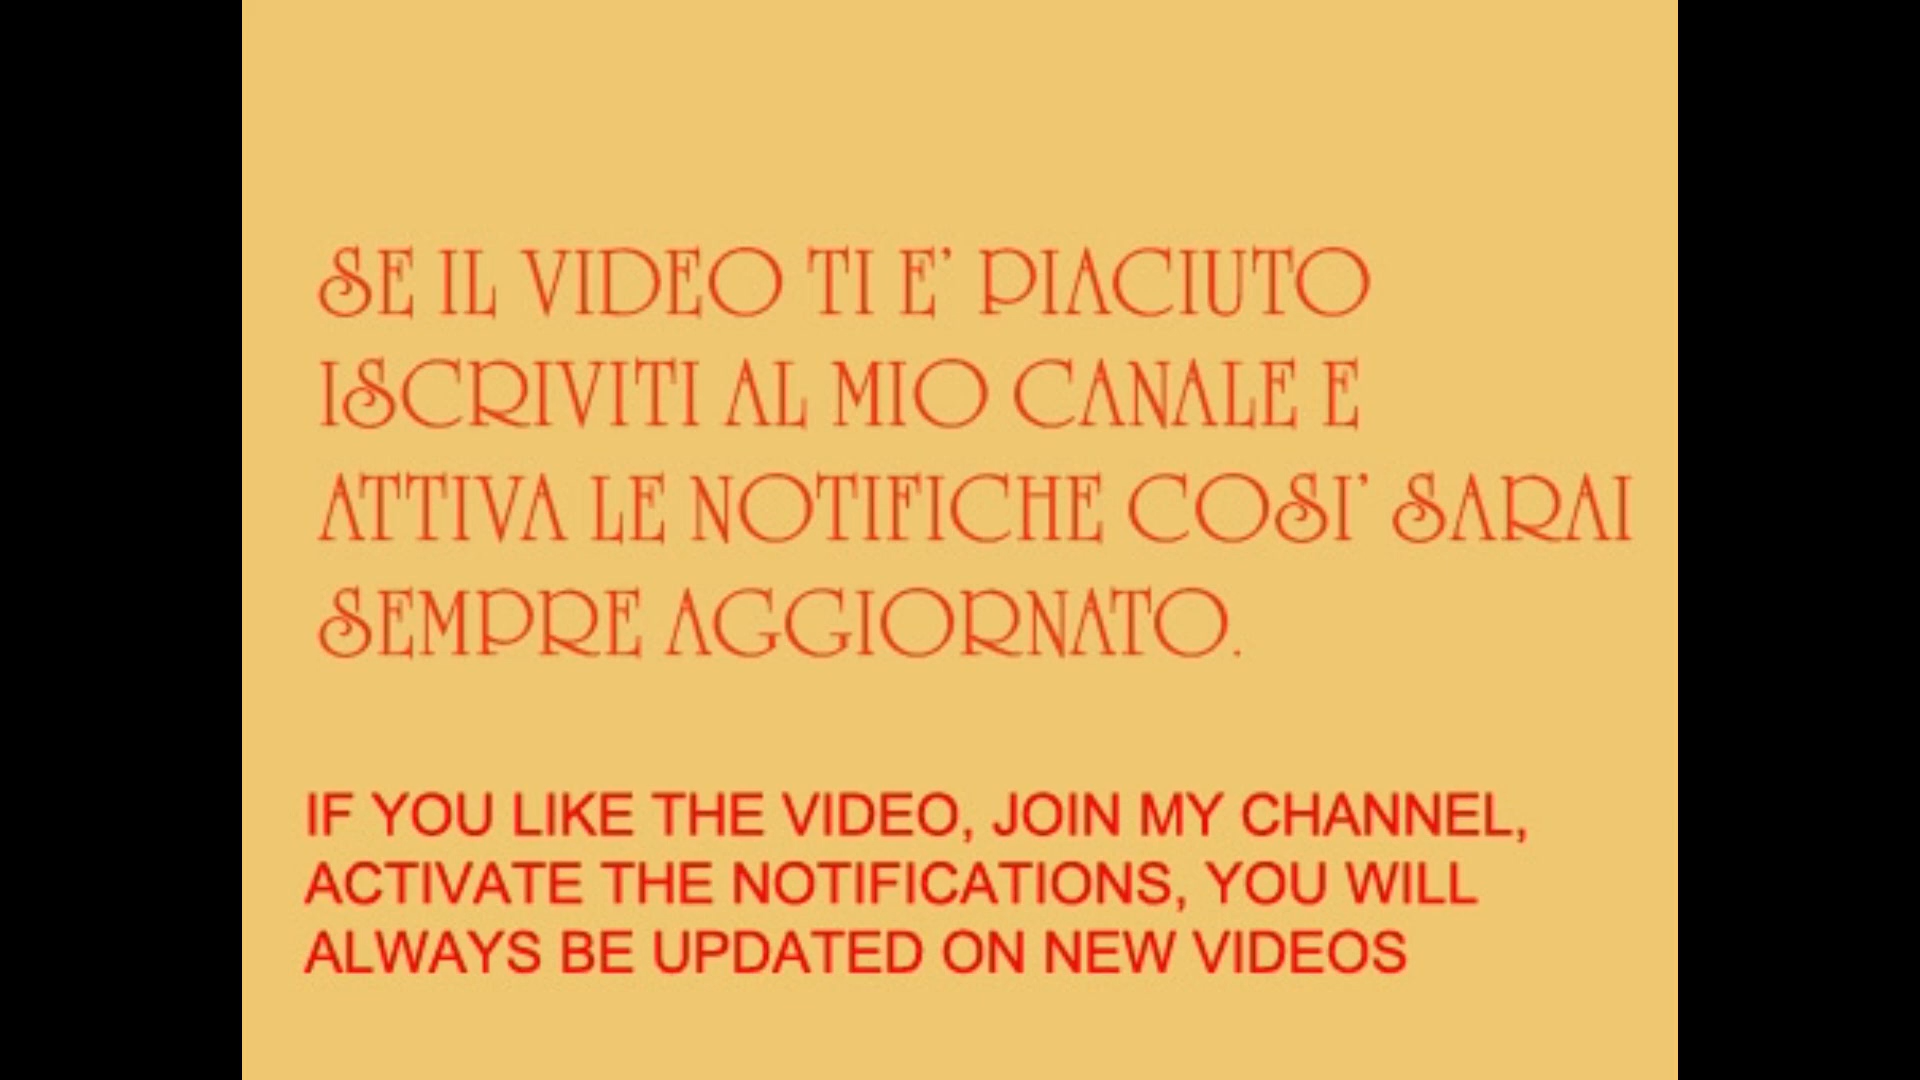 SE IL VIDEO TI E' PIACIUTO
ISCRIVITI AL MIO CANALE E
ATTIVA LE NOTIFICHE COSI' SARAI
SEMPRE AGGIORNATO.
IF YOU LIKE THE VIDEO, JOIN MY CHANNEL,
ACTIVATE THE NOTIFICATIONS, YOU WILL
ALWAYS BE UPDATED ON NEW VIDEOS